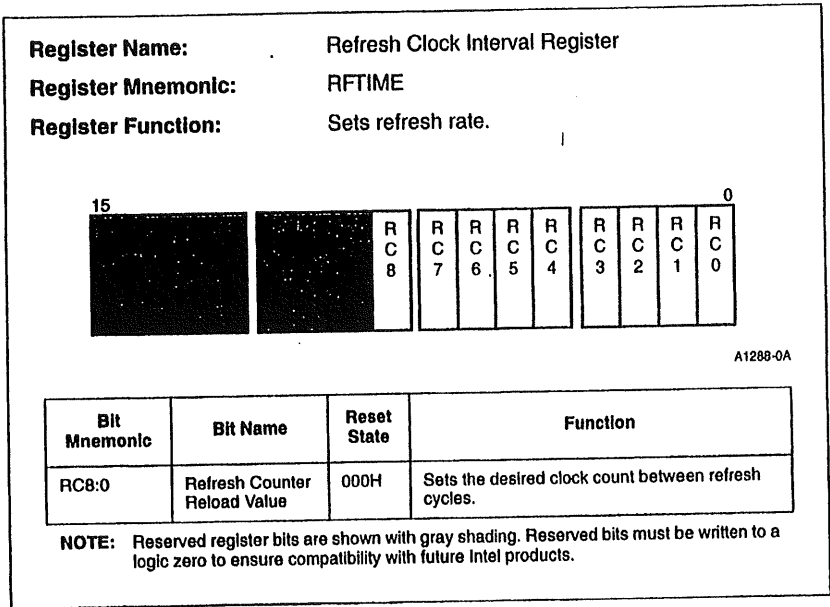 Register Name: Refresh Clock Interval Register
Register Mnemonic: RFTIME
Register Function: Sets refresh rate.
15 0
R C 8 R C 7 R C 6 R C 5 R C 4 R C 3 R C 2 R C 1 R C 0
A1288-0A
Bit Mnemonic Bit Name Reset State Function
RC8:0 Refresh Counter Reload Value 000H Sets the desired clock count between refresh cycles.
NOTE: Reserved register bits are shown with gray shading. Reserved bits must be written to a
logic zero to ensure compatibility with future Intel products.